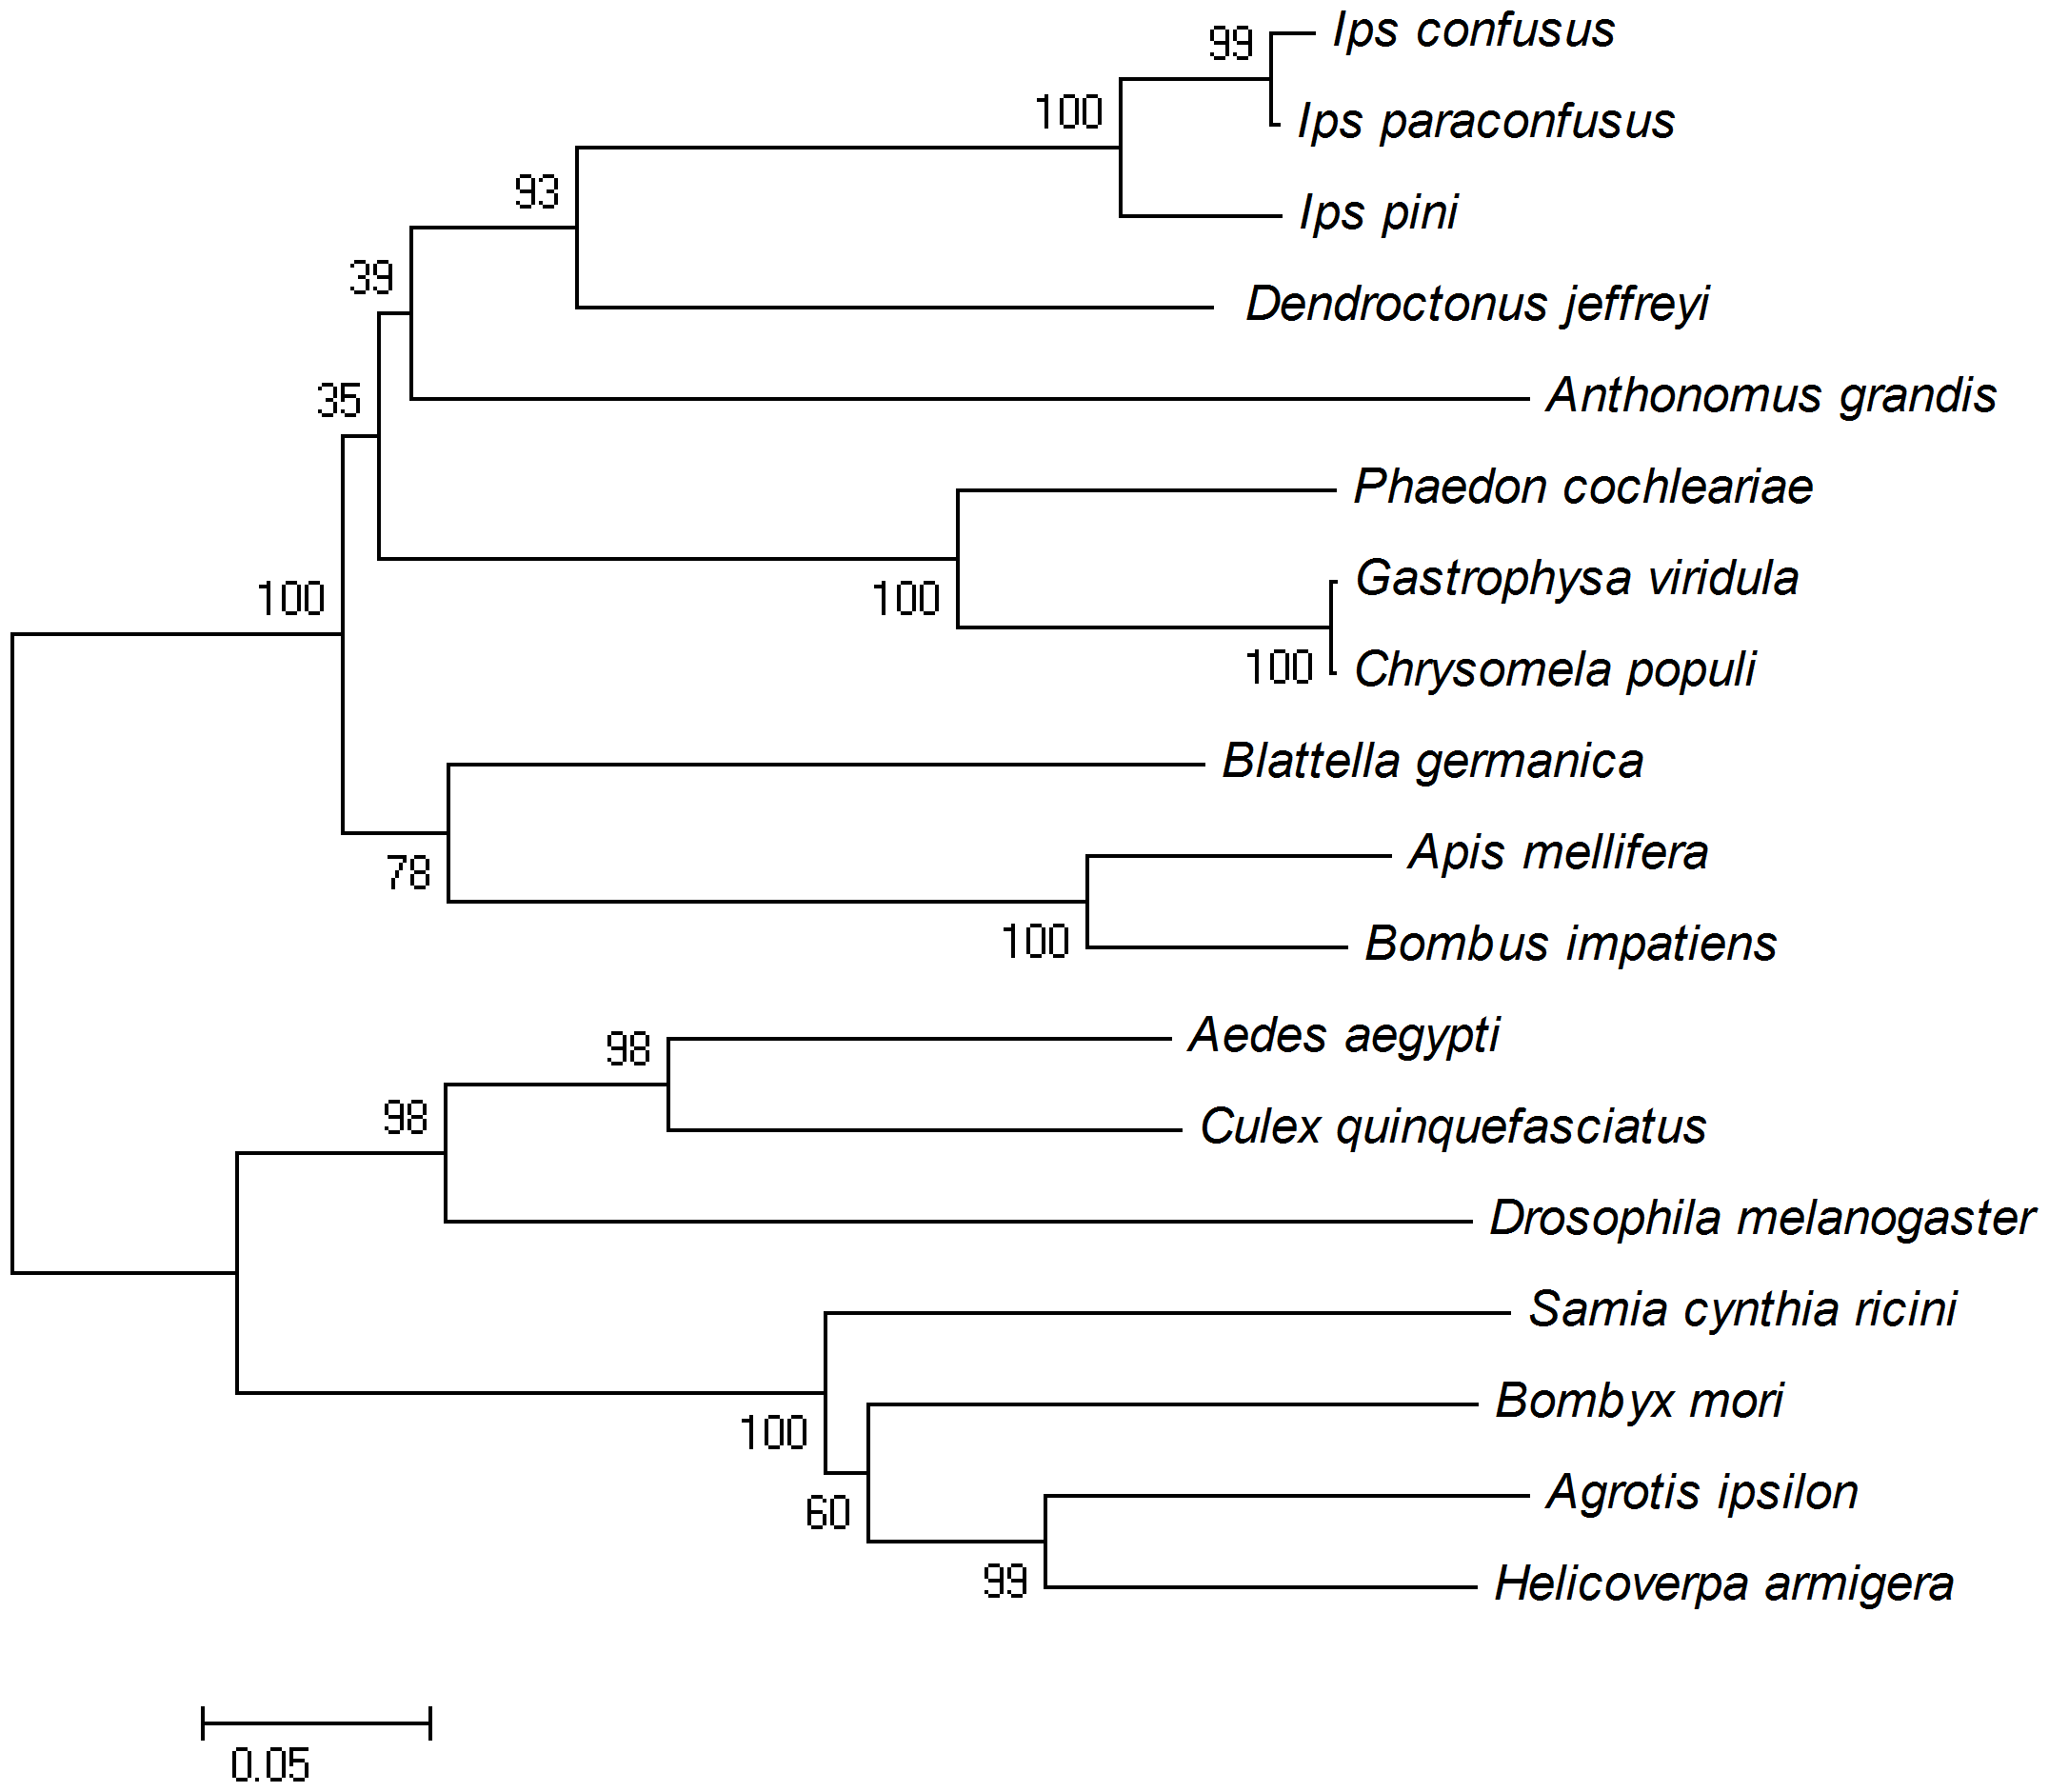 Ips confusus
99
Ips paraconfusus
100
Ips pini
93
Dendroctonus jeffreyi
39
Anthonomus grandis
35
Phaedon cochleariae
Gastrophysa viridula
100
100
Chrysomela populi
100
Blattella germanica
Apis mellifera
78
Bombus impatiens
100
Aedes aegypti
98
Culex quinquefasciatus
98
Drosophila melanogaster
Samia cynthia ricini
Bombyx mori
100
Agrotis ipsilon
60
Helicoverpa armigera
99
0.05